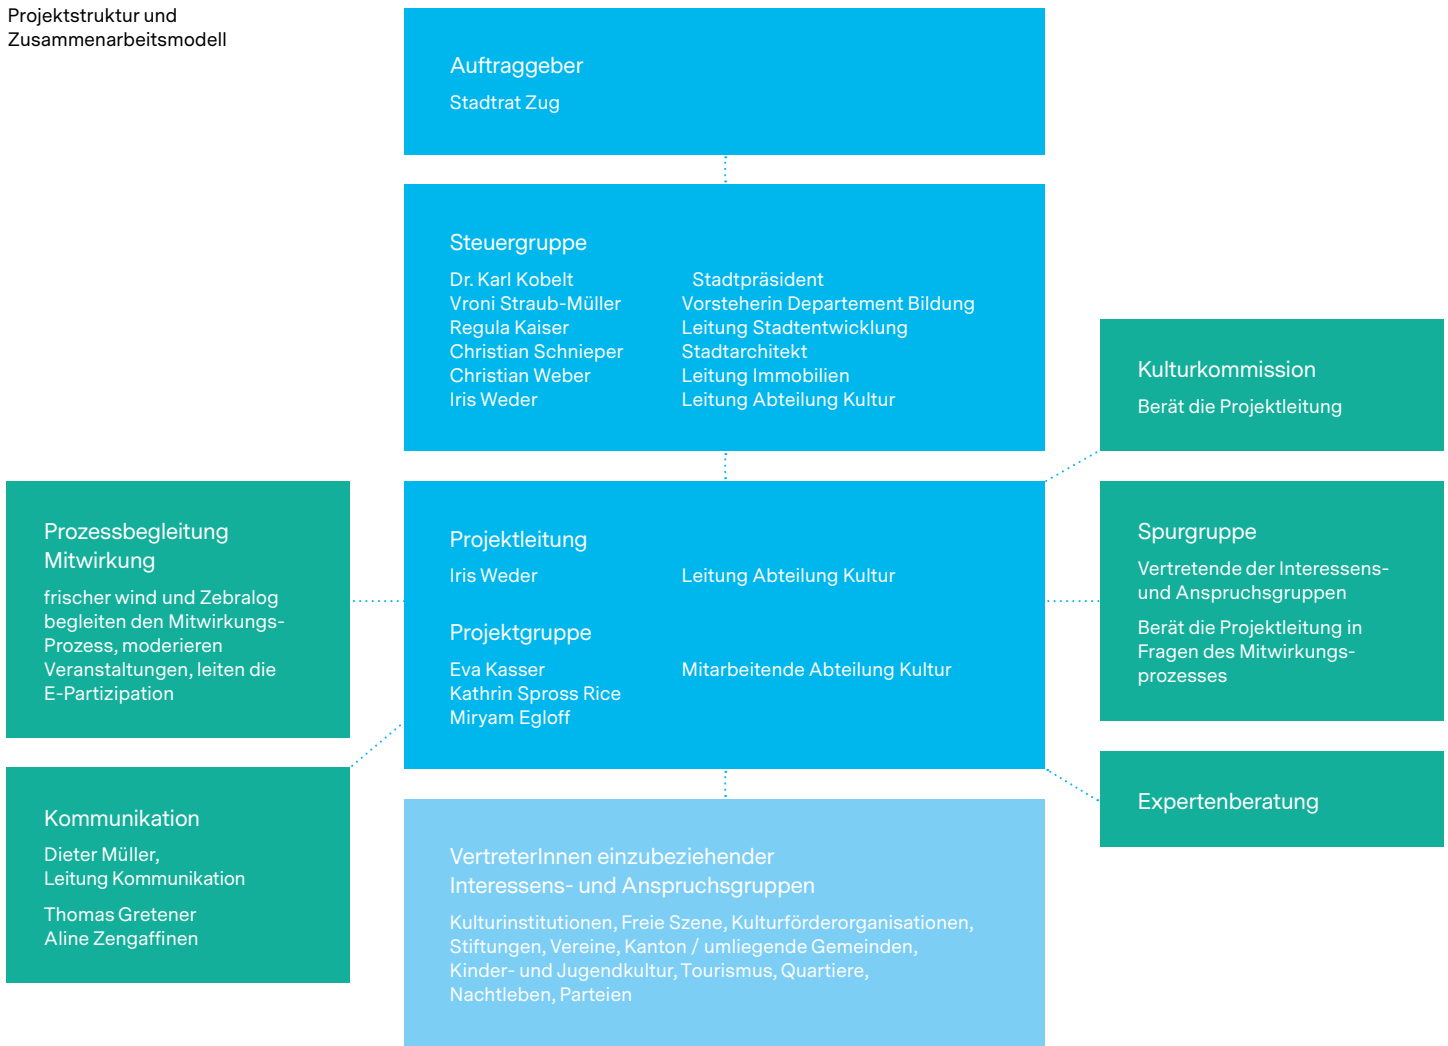 Projektstruktur und
Zusammenarbeitsmodell
Auftraggeber
Stadtrat Zug
Steuergruppe
Dr. Karl Kobelt Stadtpräsident
Vroni Straub-Müller Vorsteherin Departement Bildung
Regula Kaiser Leitung Stadtentwicklung
Christian Schnieper Stadtarchitekt
Christian Weber Leitung Immobilien
Iris Weder Leitung Abteilung Kultur
Kulturkommission
Berät die Projektleitung
Prozessbegleitung
Mitwirkung
frischer wind und Zebralog
begleiten den Mitwirkungs-
Prozess, moderieren
Veranstaltungen, leiten die
E-Partizipation
Projektleitung
Iris Weder Leitung Abteilung Kultur
Projektgruppe
Eva Kasser Mitarbeitende Abteilung Kultur
Kathrin Spross Rice
Miryam Egloff
Spurgruppe
Vertretende der Interessens-
und Anspruchsgruppen
Berät die Projektleitung in
Fragen des Mitwirkungs-
prozesses
Kommunikation
Dieter Müller,
Leitung Kommunikation
Thomas Gretener
Aline Zengaffinen
Expertenberatung
VertreterInnen einzubeziehender
Interessens- und Anspruchsgruppen
Kulturinstitutionen, Freie Szene, Kulturförderorganisationen,
Stiftungen, Vereine, Kanton / umliegende Gemeinden,
Kinder- und Jugendkultur, Tourismus, Quartiere,
Nachtleben, Parteien